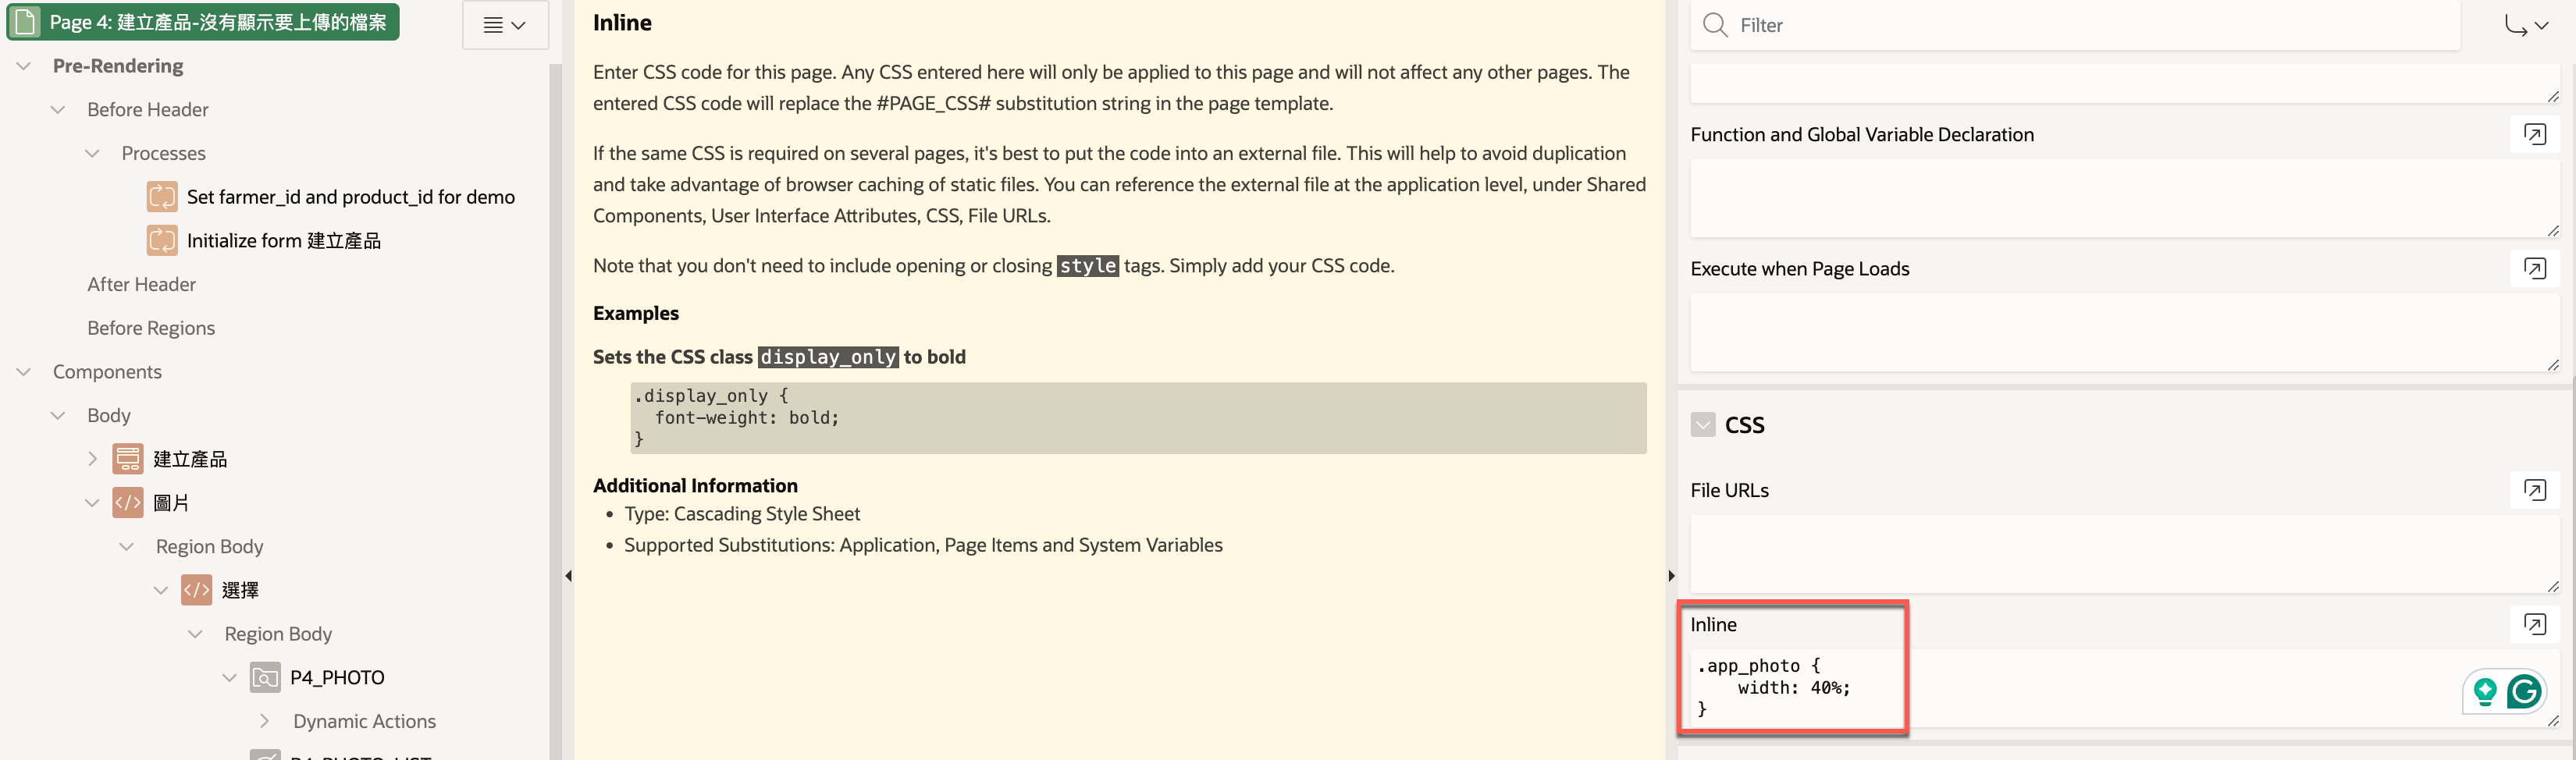 Page 4: 建立產品-沒有顯示要上傳的檔案
Pre-Rendering
Before Header
Processes
Set farmer_id and product_id for demo
Initialize form 建立產品
After Header
Before Regions
Components
Body
建立產品
圖片
Region Body
選擇
Region Body
P4_PHOTO
Dynamic Actions
P4_PHOTO_LIST
Inline
Enter CSS code for this page. Any CSS entered here will only be applied to this page and will not affect any other pages. The
entered CSS code will replace the #PAGE_CSS# substitution string in the page template.
If the same CSS is required on several pages, it's best to put the code into an external file. This will help to avoid duplication
and take advantage of browser caching of static files. You can reference the external file at the application level, under Shared
Components, User Interface Attributes, CSS, File URLs.
Note that you don't need to include opening or closing style tags. Simply add your CSS code.
Examples
Sets the CSS class display_only to bold
.display_only {
  font-weight: bold;
}
Additional Information
• Type: Cascading Style Sheet
• Supported Substitutions: Application, Page Items and System Variables
Filter
Function and Global Variable Declaration
Execute when Page Loads
CSS
File URLs
Inline
.app_photo {
    width: 40%;
}